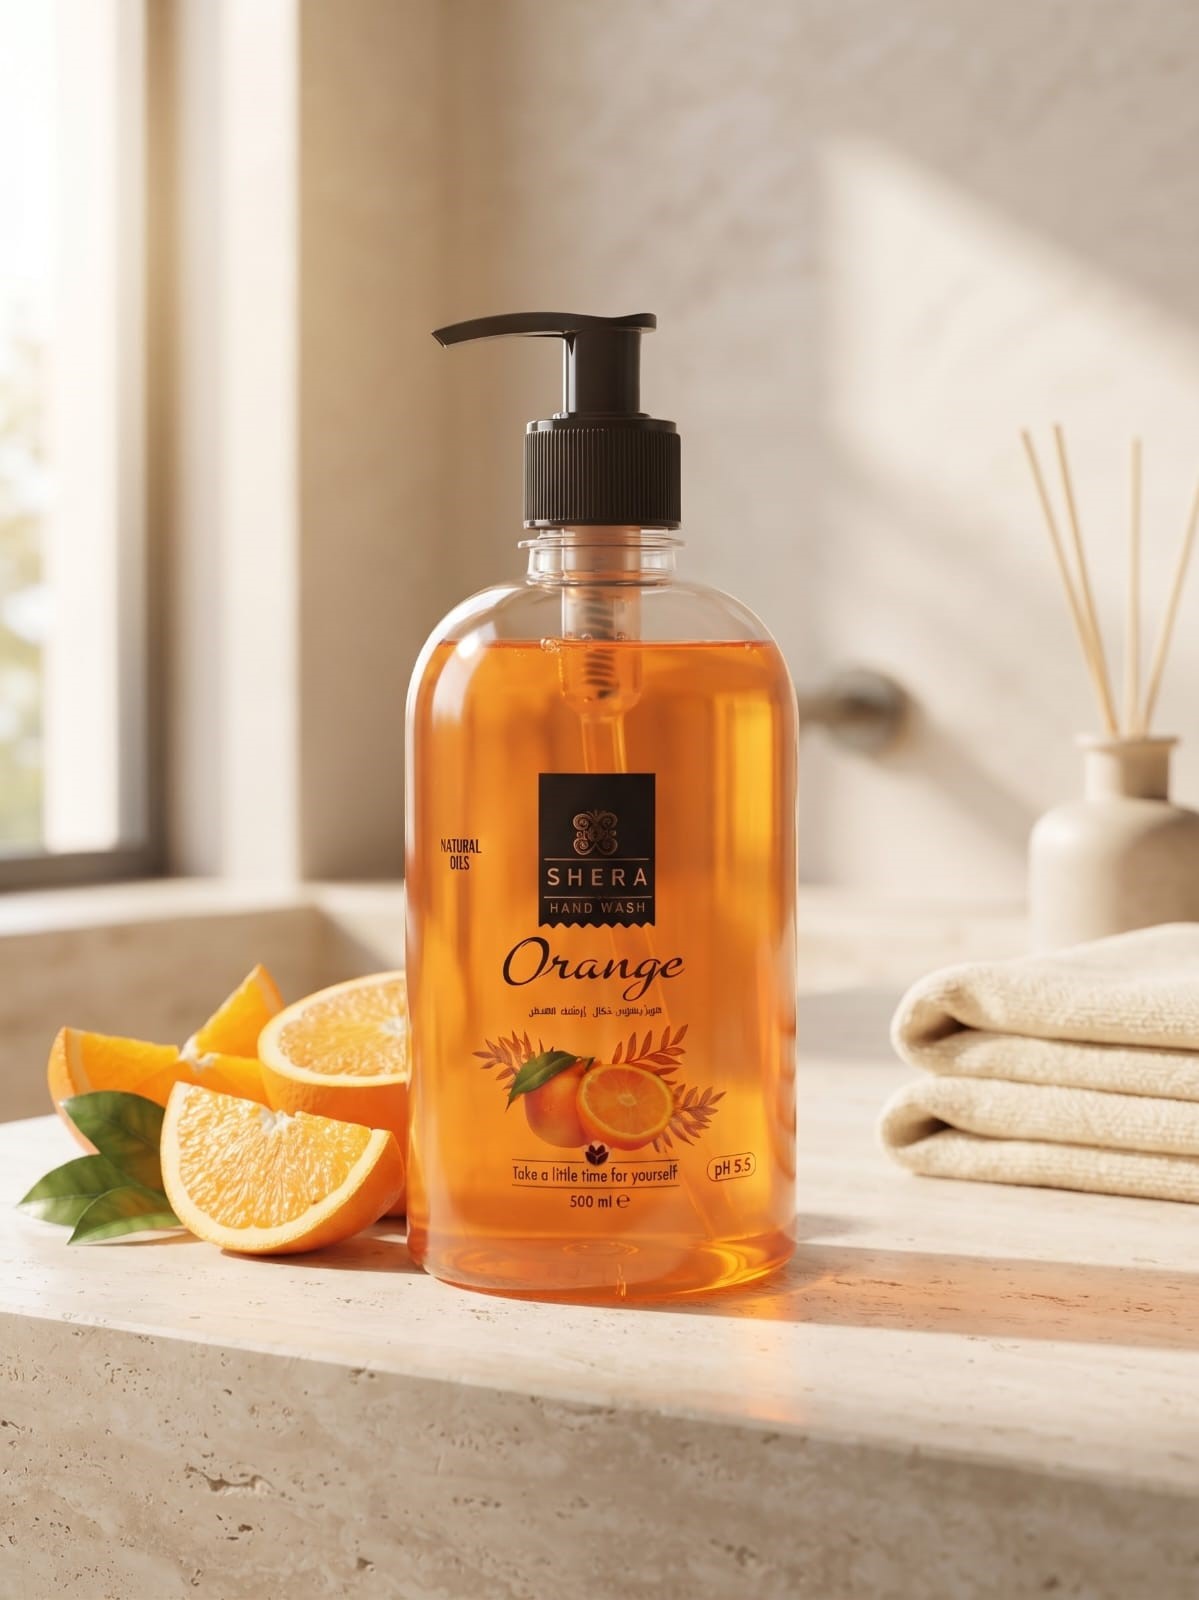 NATURAL
OILS
SHERA
HAND WASH
Orange
Take a little time for yourself
pH 5.5
500 ml ℮